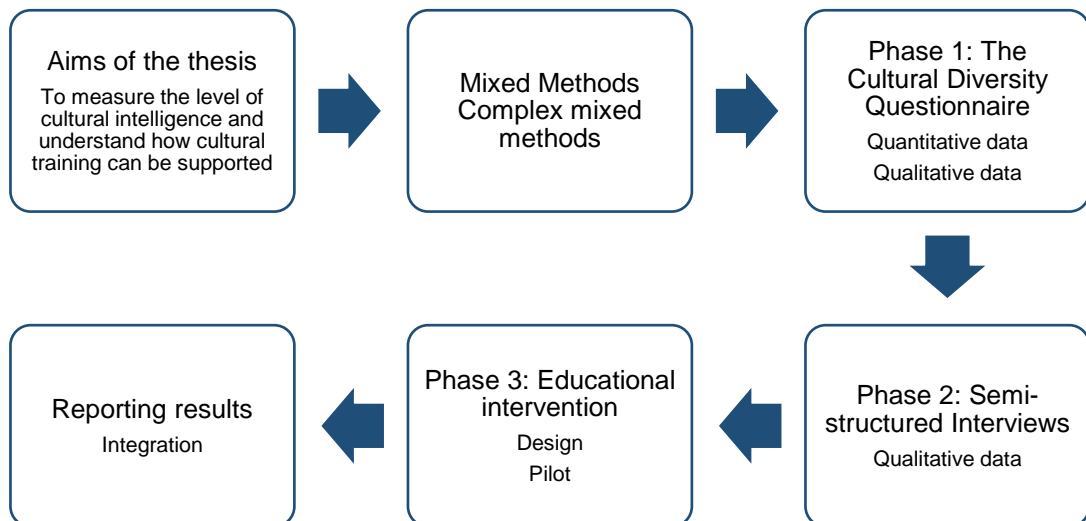 Aims of the thesis
To measure the level of
cultural intelligence and
understand how cultural
training can be supported
Mixed Methods
Complex mixed
methods
Phase 1: The
Cultural Diversity
Questionnaire
Quantitative data
Qualitative data
Phase 2: Semi-
structured Interviews
Qualitative data
Phase 3: Educational
intervention
Design
Pilot
Reporting results
Integration